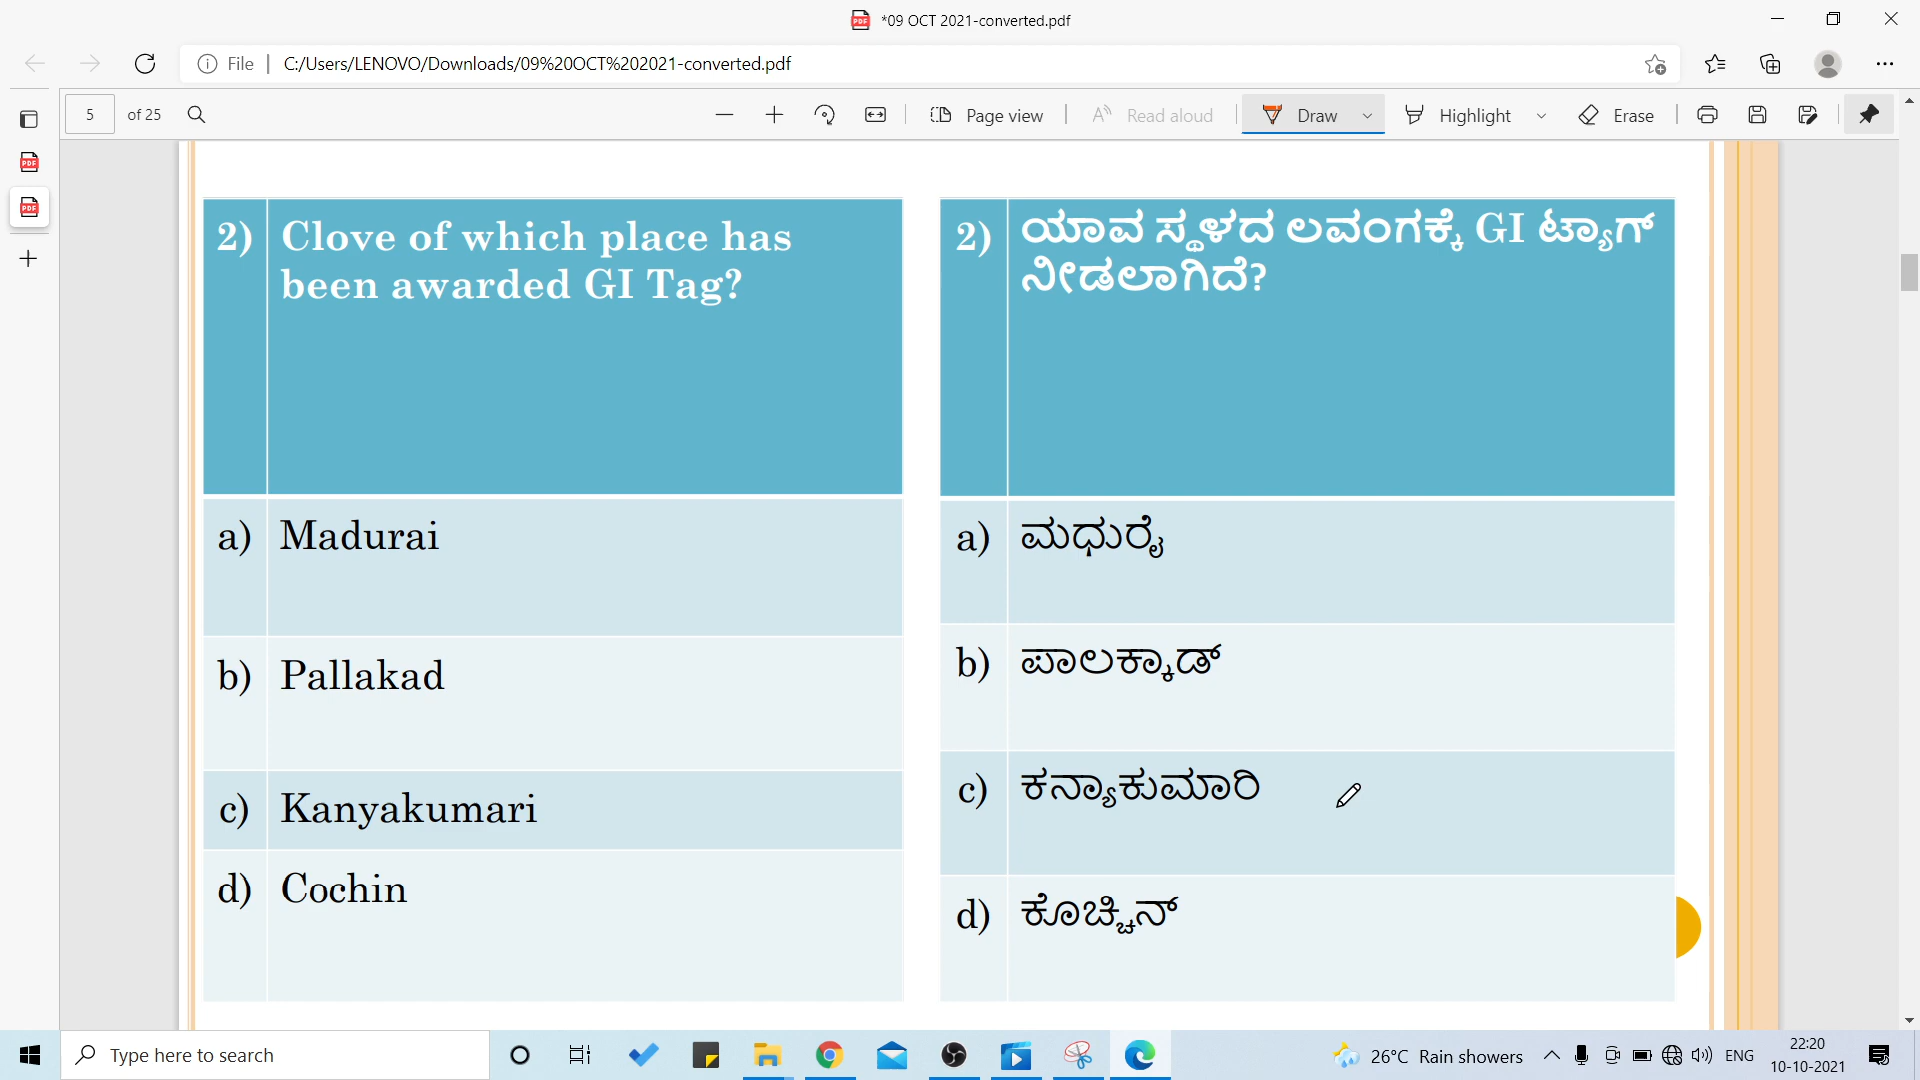 *09 OCT 2021-converted.pdf
File | C:/Users/LENOVO/Downloads/09%20OCT%202021-converted.pdf
5 of 25
Page view
Read aloud
Draw
Highlight
Erase
2) Clove of which place has
been awarded GI Tag?
a) Madurai
b) Pallakad
c) Kanyakumari
d) Cochin
2) ಯಾವ ಸ್ಥಳದ ಲವಂಗಕ್ಕೆ GI ಟ್ಯಾಗ್
ನೀಡಲಾಗಿದೆ?
a) ಮಧುರೈ
b) ಪಾಲಕ್ಕಾಡ್
c) ಕನ್ಯಾಕುಮಾರಿ
d) ಕೊಚ್ಚಿನ್
Type here to search
26°C Rain showers
ENG
22:20
10-10-2021